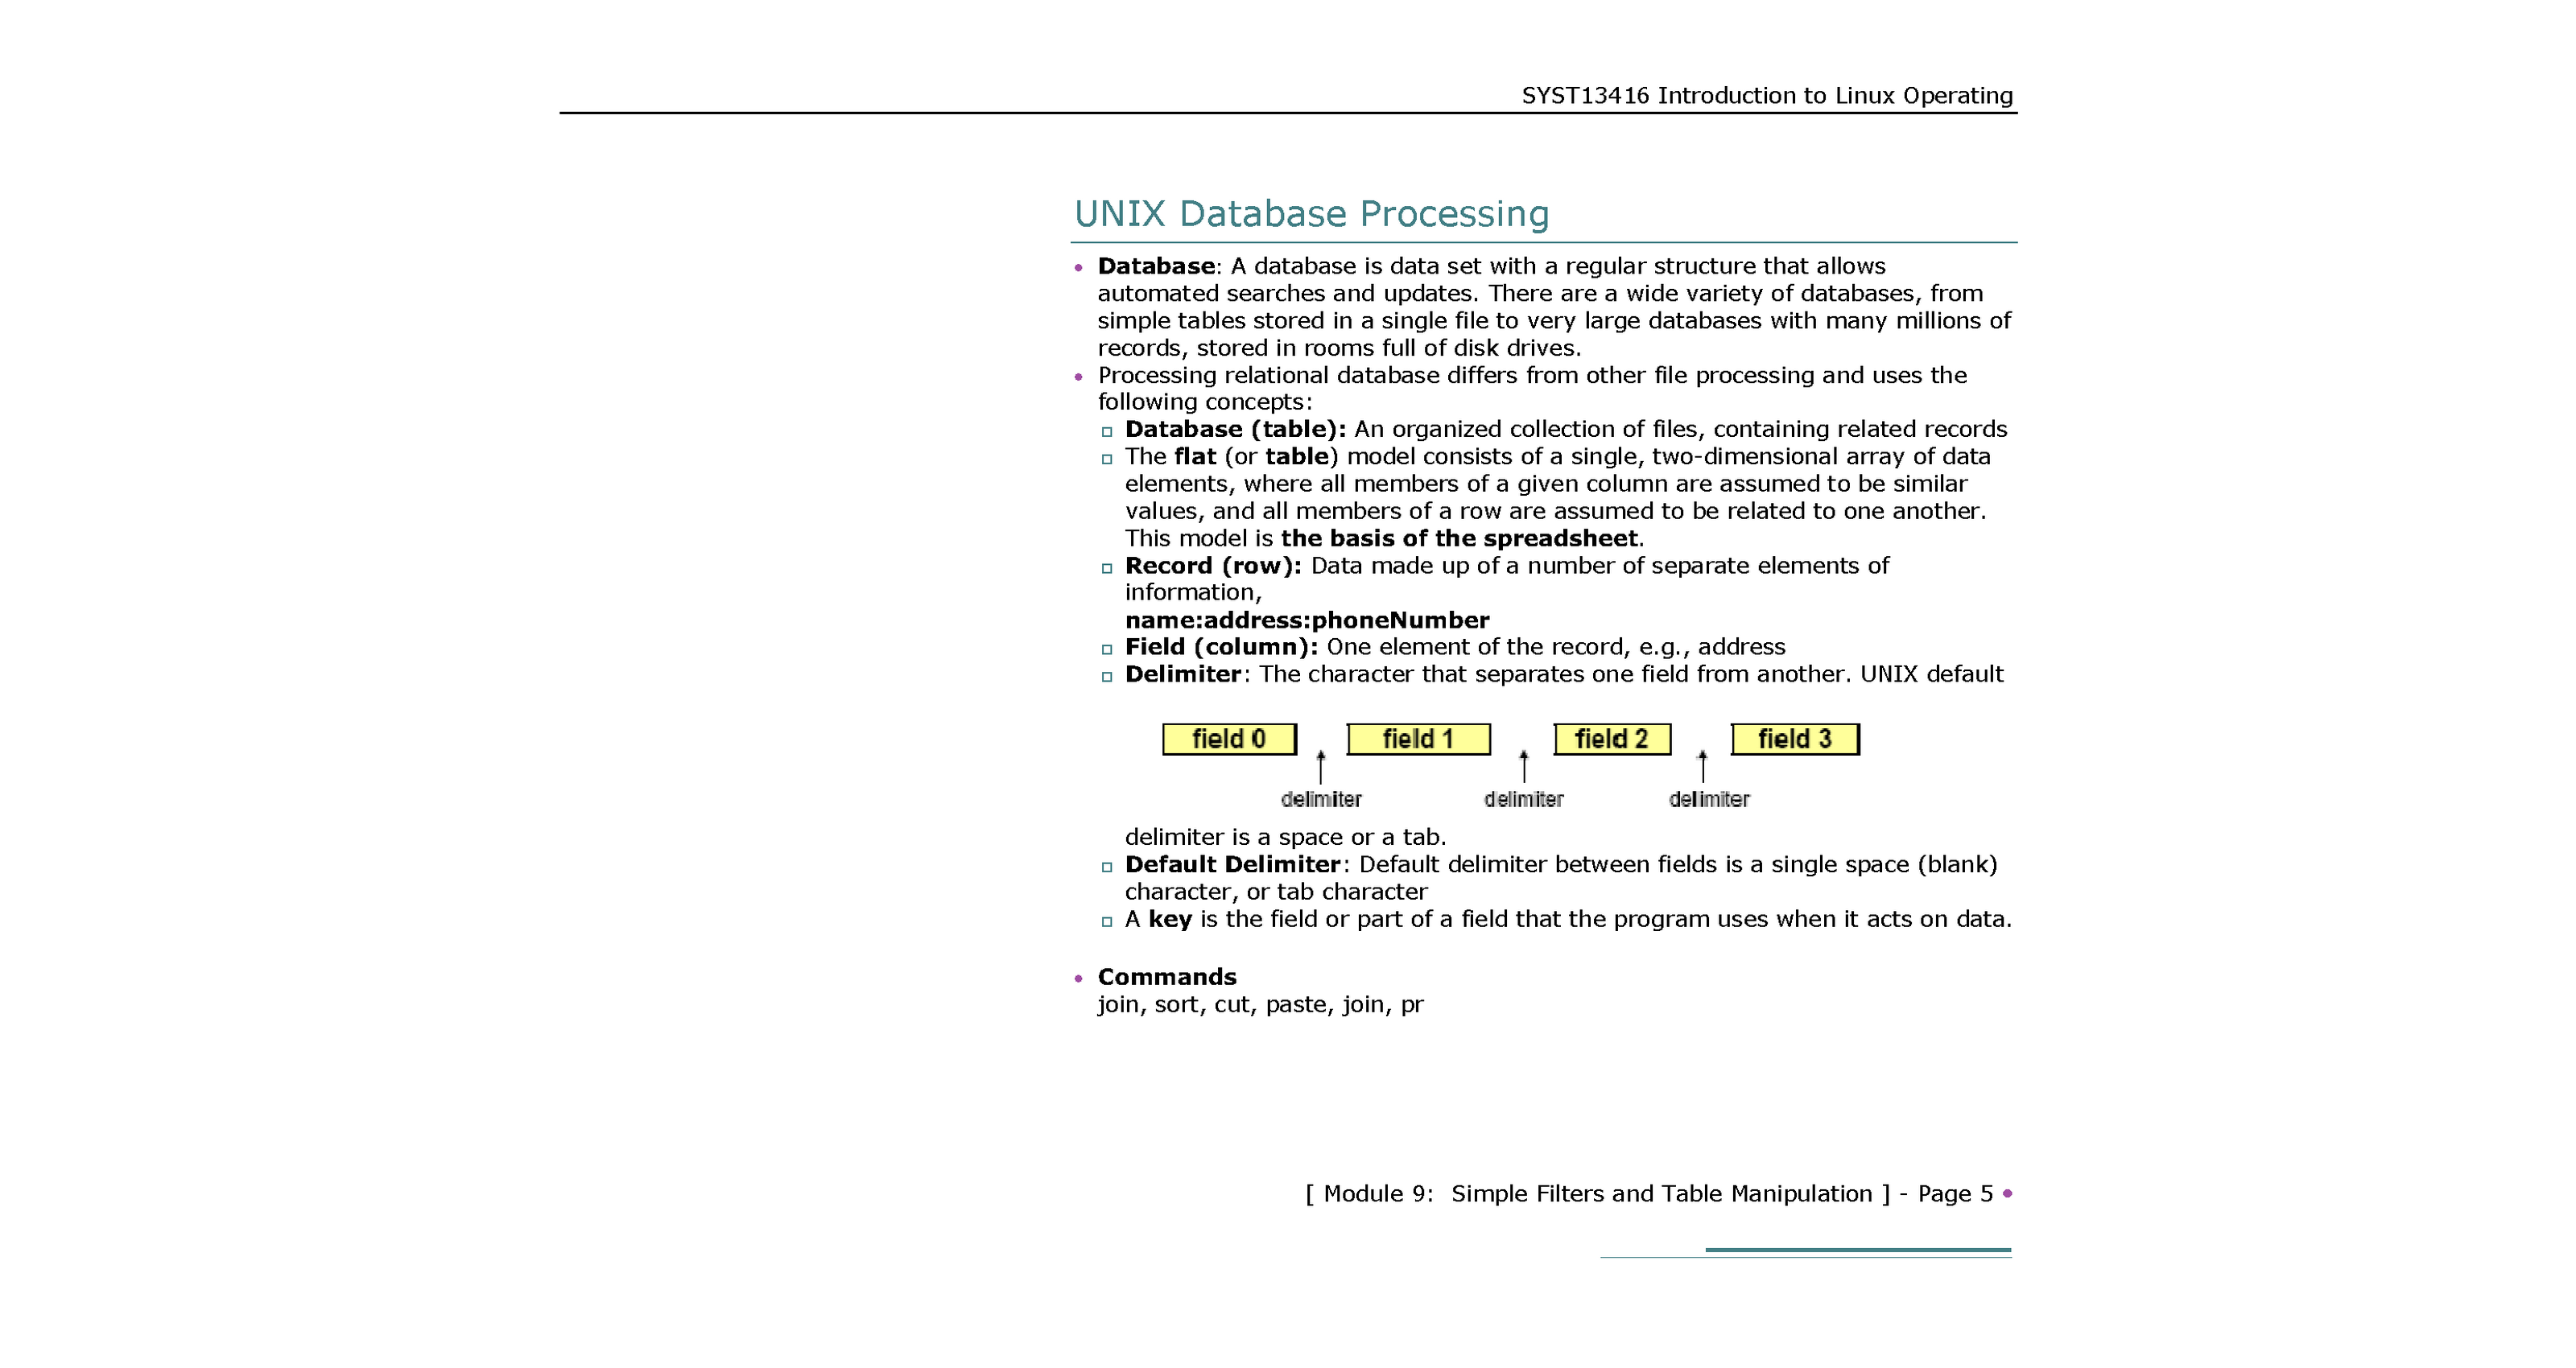 SYST13416 Introduction to Linux Operating
UNIX Database Processing
• Database: A database is data set with a regular structure that allows
automated searches and updates. There are a wide variety of databases, from
simple tables stored in a single file to very large databases with many millions of
records, stored in rooms full of disk drives.
• Processing relational database differs from other file processing and uses the
following concepts:
□ Database (table): An organized collection of files, containing related records
□ The flat (or table) model consists of a single, two-dimensional array of data
elements, where all members of a given column are assumed to be similar
values, and all members of a row are assumed to be related to one another.
This model is the basis of the spreadsheet.
□ Record (row): Data made up of a number of separate elements of
information,
name:address:phoneNumber
□ Field (column): One element of the record, e.g., address
□ Delimiter: The character that separates one field from another. UNIX default
field 0 field 1 field 2 field 3
delimiter delimiter delimiter
delimiter is a space or a tab.
□ Default Delimiter: Default delimiter between fields is a single space (blank)
character, or tab character
□ A key is the field or part of a field that the program uses when it acts on data.
• Commands
join, sort, cut, paste, join, pr
[ Module 9: Simple Filters and Table Manipulation ] - Page 5 •